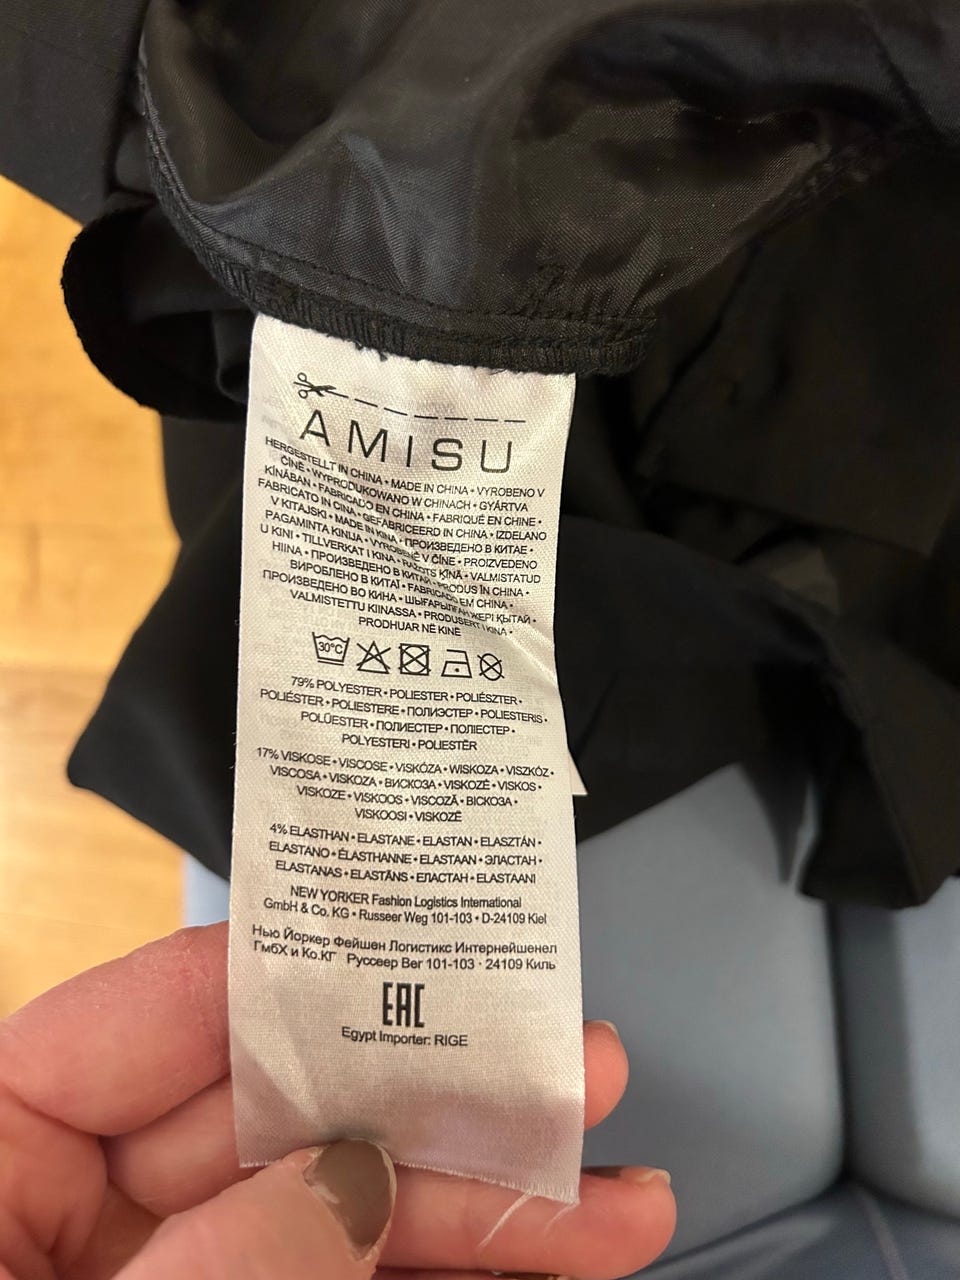 AMISU
HERGESTELLT IN CHINA • MADE IN CHINA • VYROBENO V
ČÍNĚ • WYPRODUKOWANO W CHINACH • GYÁRTVA
KÍNÁBAN • FABRICADO EN CHINA • FABRIQUÉ EN CHINE •
FABRICATO IN CINA • GEFABRICEERD IN CHINA • IZDELANO
V KITAJSKI • MADE IN KINA • ПРОИЗВЕДЕНО В КИТАЕ •
PAGAMINTA KINIJA • VYROBENÉ V ČÍNE • PROIZVEDENO
U KINI • TILLVERKAT I KINA • RAŽOTS ĶĪNĀ • VALMISTATUD
HIINA • ПРОИЗВЕДЕНО В КИТАЙ • PRODUS ÎN CHINA •
ВИРОБЛЕНО В КИТАЇ • FABRICADO EM CHINA •
ПРОИЗВЕДЕНО ВО КИНА • ШЫҒАРЫЛҒАН ЖЕРІ ҚЫТАЙ •
VALMISTETTU KIINASSA • PRODUSERT I KINA •
PRODHUAR NË KINË
30°C
79% POLYESTER • POLIESTER • POLIÉSZTER •
POLIÉSTER • POLIESTERE • ПОЛИЭСТЕР • POLIESTERIS •
POLÜESTER • ПОЛИЕСТЕР • ПОЛІЕСТЕР •
POLYESTERI • POLIESTËR
17% VISKOSE • VISCOSE • VISKÓZA • WISKOZA • VISZKÓZ •
VISCOSA • VISKOZA • ВИСКОЗА • VISKOZĖ • VISKOS •
VISKOZE • VISKOOS • VISCOZĂ • ВІСКОЗА •
VISKOOSI • VISKOZË
4% ELASTHAN • ELASTANE • ELASTAN • ELASZTÁN •
ELASTANO • ÉLASTHANNE • ELASTAAN • ЭЛАСТАН •
ELASTANAS • ELASTĀNS • ЕЛАСТАН • ELASTAANI
NEW YORKER Fashion Logistics International
GmbH & Co. KG • Russeer Weg 101-103 • D-24109 Kiel
Нью Йоркер Фейшен Логистикс Интернейшенел
ГмбХ и Ко.КГ Руссеер Вег 101-103 · 24109 Киль
EAC
Egypt Importer: RIGE